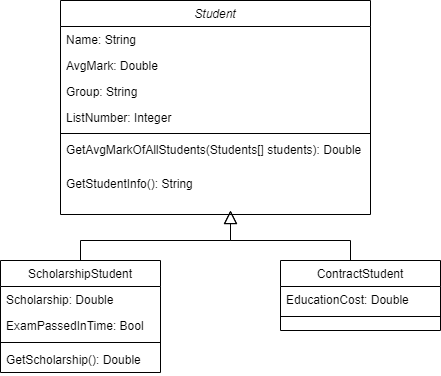 Student
Name: String
AvgMark: Double
Group: String
ListNumber: Integer
GetAvgMarkOfAllStudents(Students[] students): Double
GetStudentInfo(): String
ScholarshipStudent
Scholarship: Double
ExamPassedInTime: Bool
GetScholarship(): Double
ContractStudent
EducationCost: Double